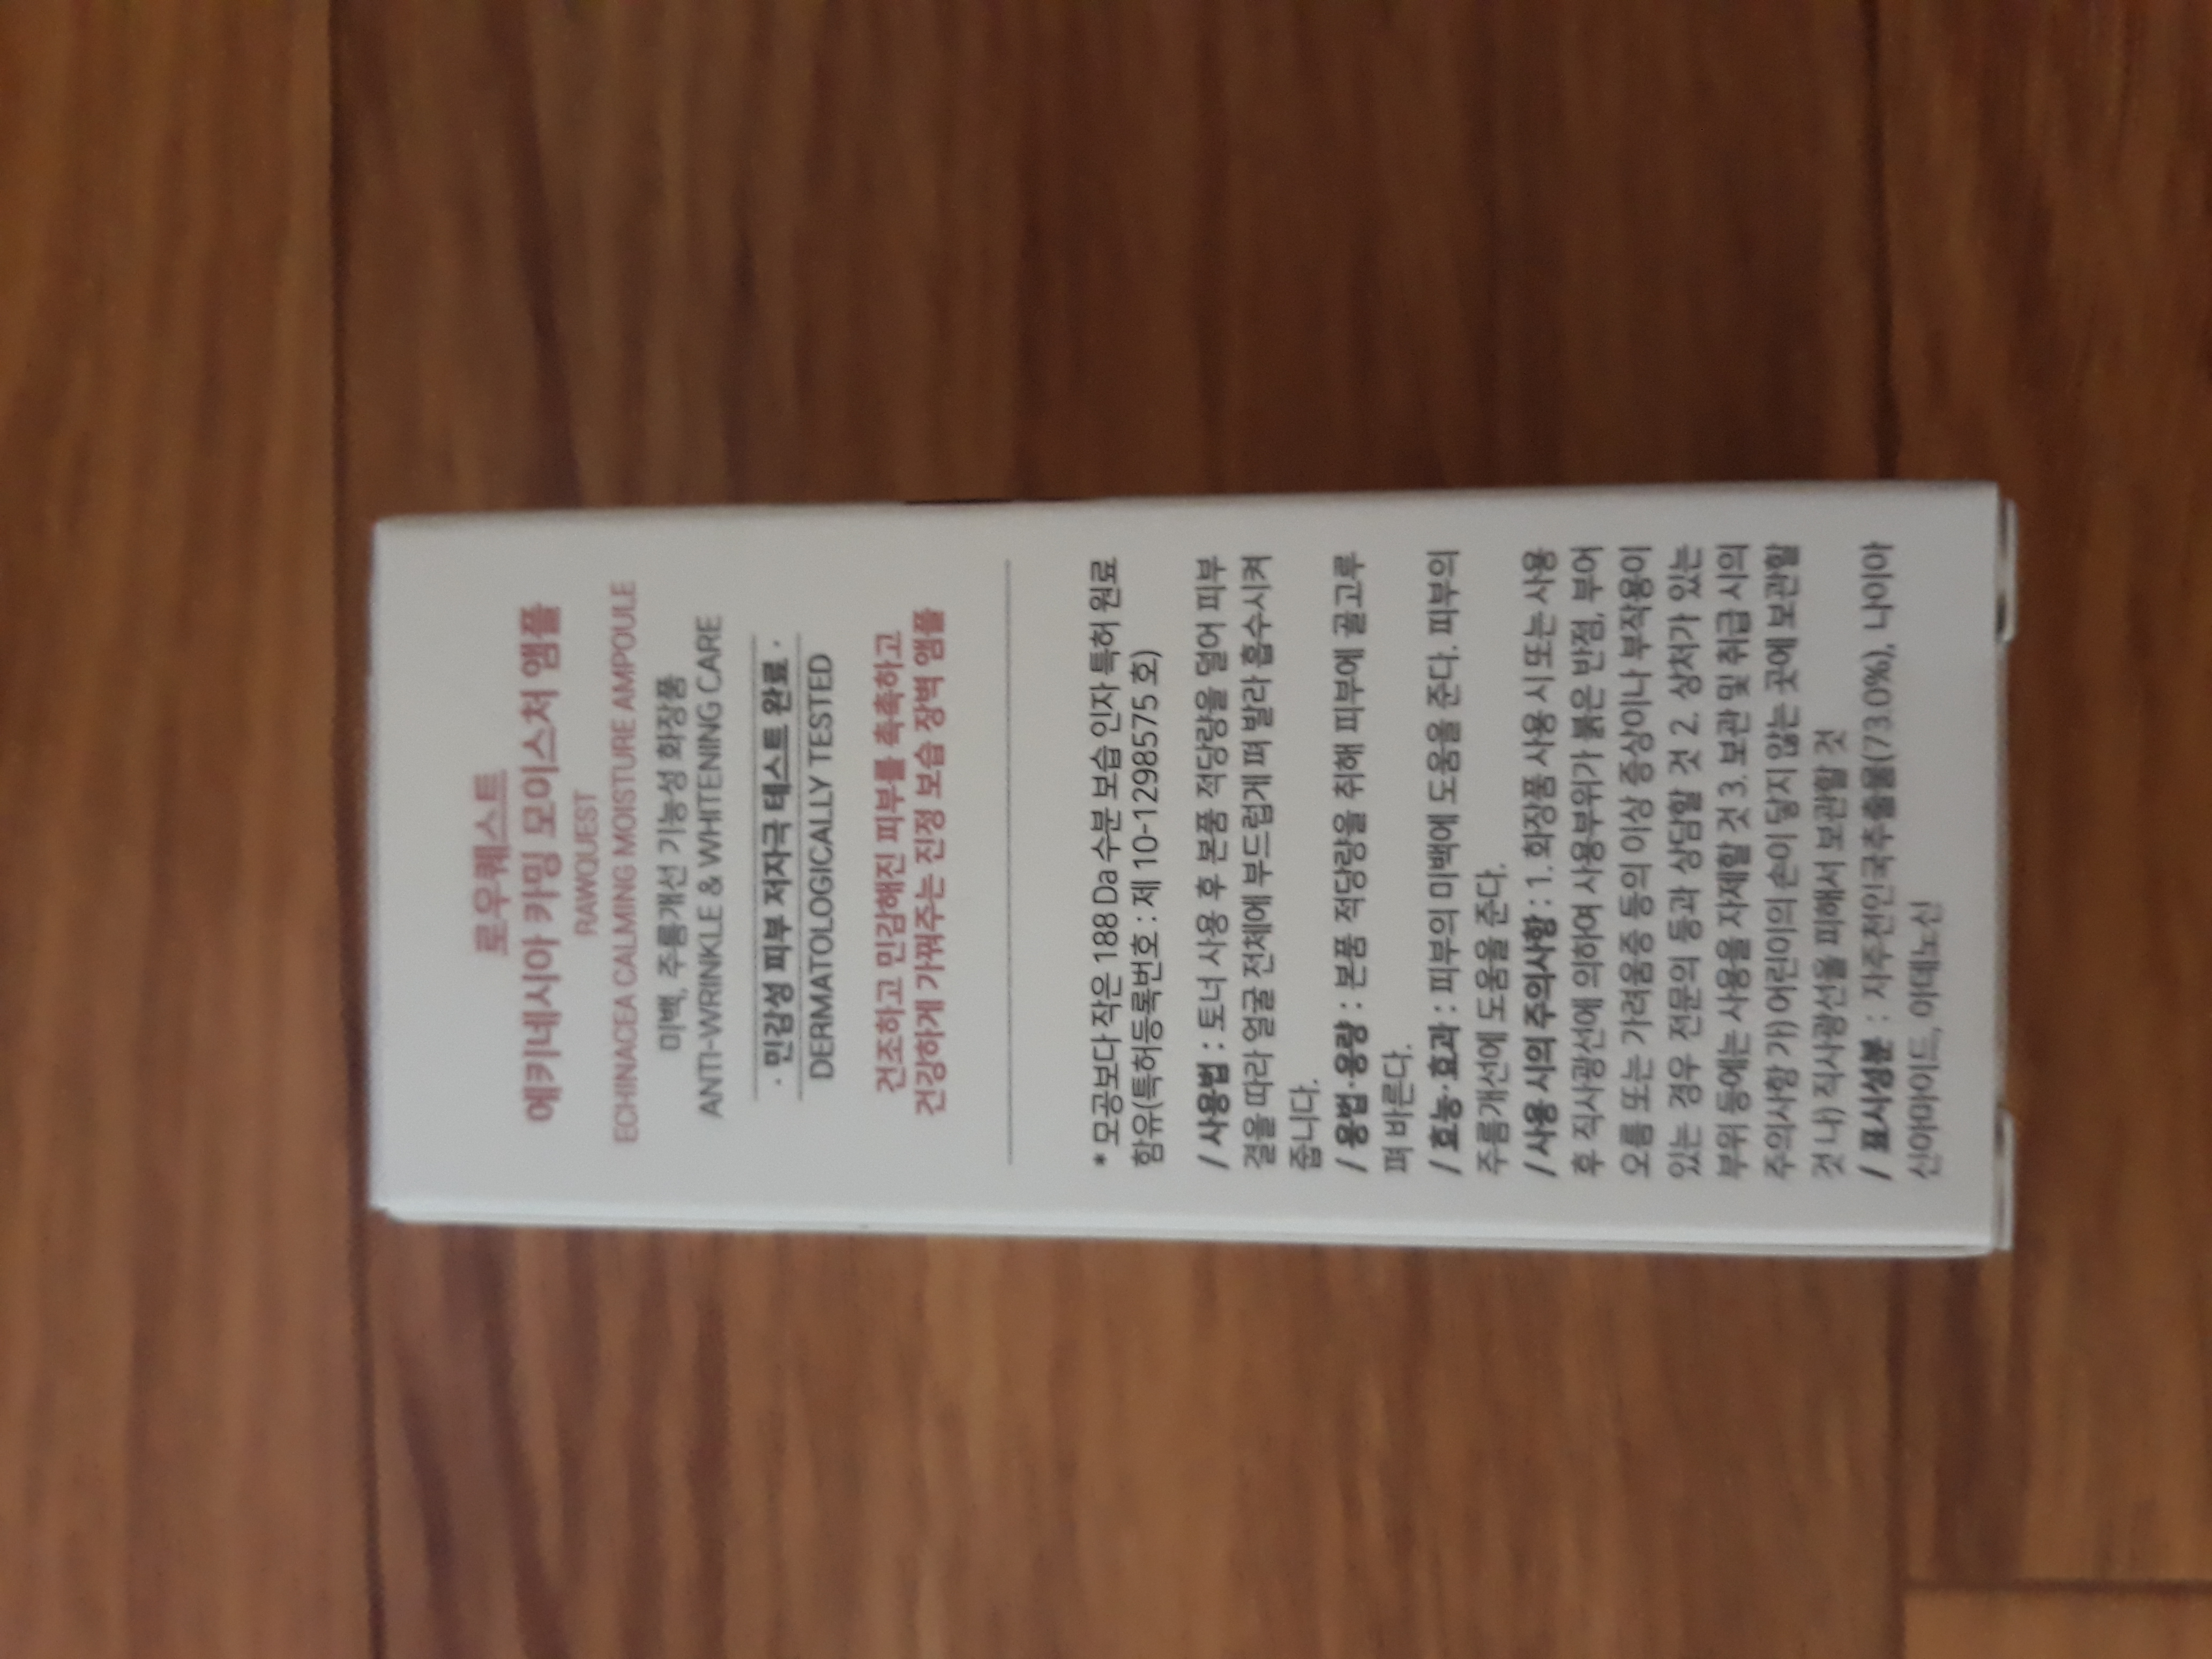 로우퀘스트
에키네시아 카밍 모이스처 앰플
RAWQUEST
ECHINACEA CALMING MOISTURE AMPOULE
미백, 주름개선 기능성 화장품
ANTI-WRINKLE & WHITENING CARE
· 민감성 피부 저자극 테스트 완료 ·
DERMATOLOGICALLY TESTED
건조하고 민감해진 피부를 촉촉하고
건강하게 가꿔주는 진정 보습 장벽 앰플
* 모공보다 작은 188 Da 수분 보습 인자 특허 원료
함유(특허등록번호 : 제 10-1298575 호)
/ 사용법 : 토너 사용 후 본품 적당량을 덜어 피부
결을 따라 얼굴 전체에 부드럽게 펴 발라 흡수시켜
줍니다.
/ 용법·용량 : 본품 적당량을 취해 피부에 골고루
펴 바른다.
/ 효능·효과 : 피부의 미백에 도움을 준다. 피부의
주름개선에 도움을 준다.
/ 사용 시의 주의사항 : 1. 화장품 사용 시 또는 사용
후 직사광선에 의하여 사용부위가 붉은 반점, 부어
오름 또는 가려움증 등의 이상 증상이나 부작용이
있는 경우 전문의 등과 상담할 것 2. 상처가 있는
부위 등에는 사용을 자제할 것 3. 보관 및 취급 시의
주의사항 가) 어린이의 손이 닿지 않는 곳에 보관할
것 나) 직사광선을 피해서 보관할 것
/ 표시성분 : 자주천인국추출물(73.0%), 나이아
신아마이드, 아데노신